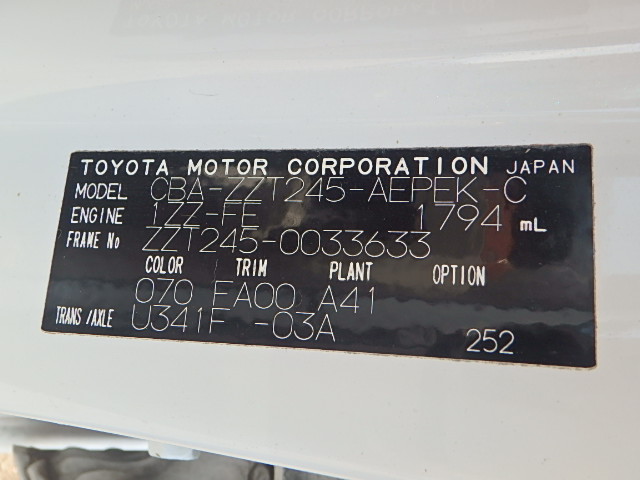 TOYOTA MOTOR CORPORATION JAPAN
MODEL CBA-ZZT245-AEPEK-C
ENGINE 1ZZ-FE 1794 mL
FRAME No ZZT245-0033633
COLOR TRIM PLANT OPTION
070 FA00 A41
TRANS/AXLE U341F -03A
252